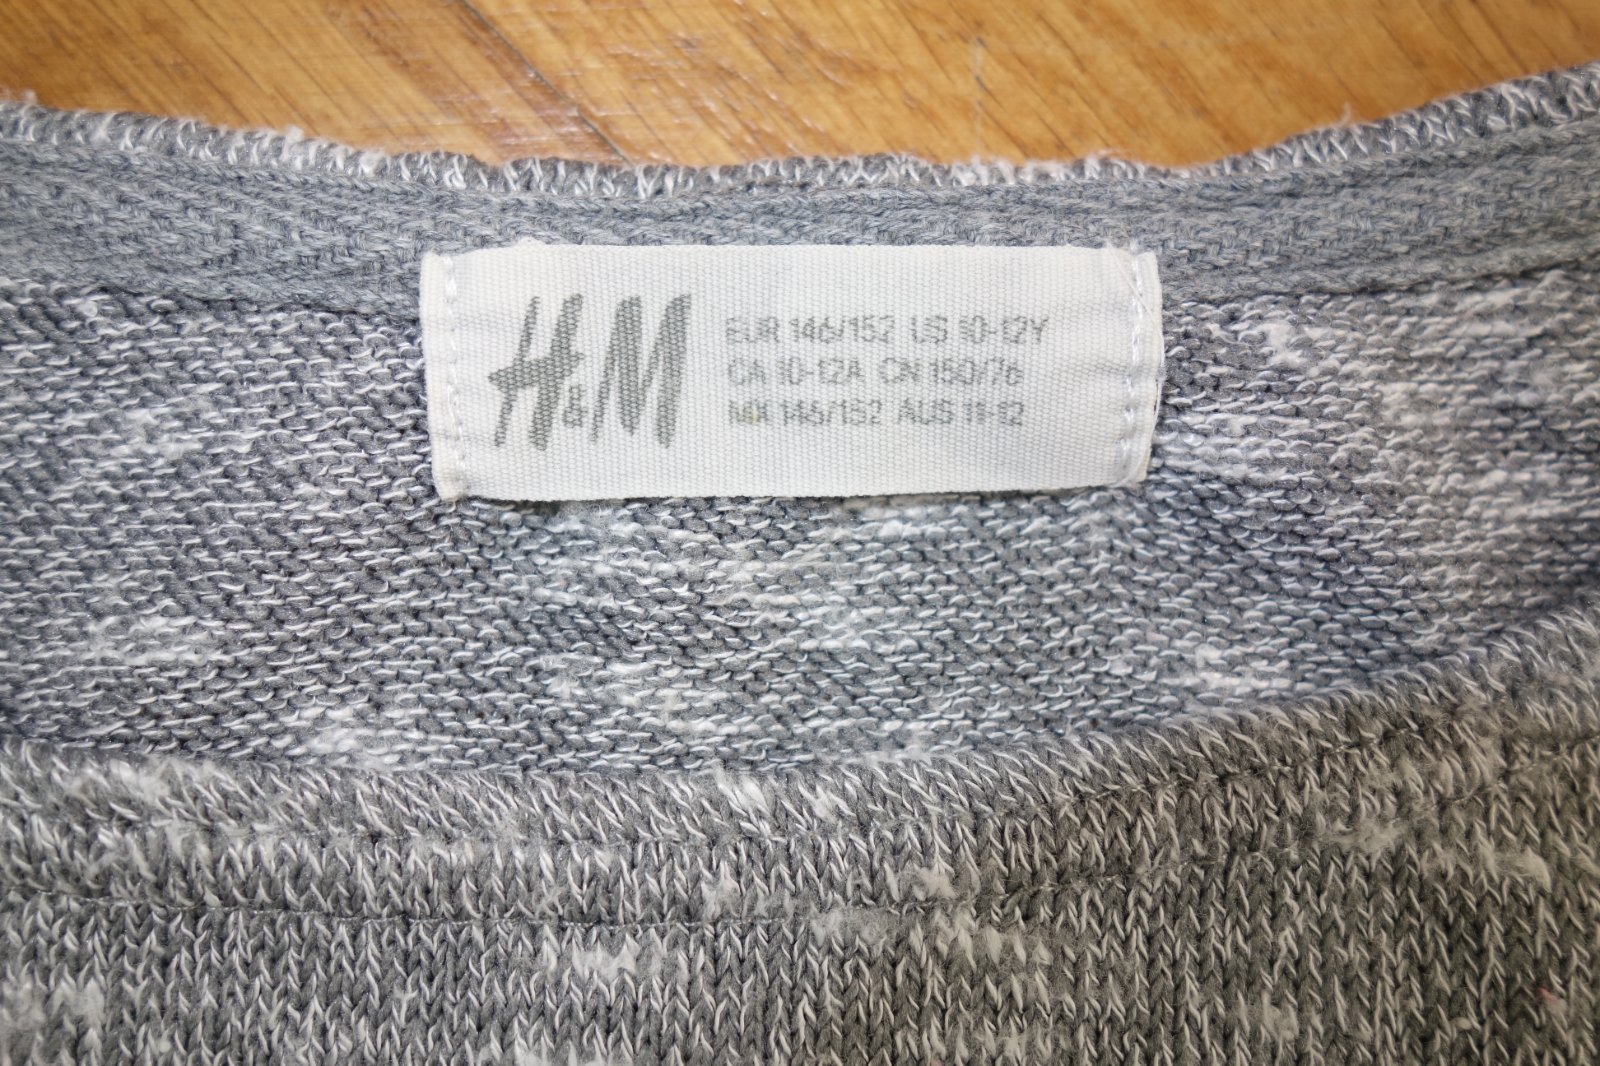 H&M
EUR 146/152 US 10-12Y
CA 10-12A CN 150/76
MX 146/152 AUS 11-12